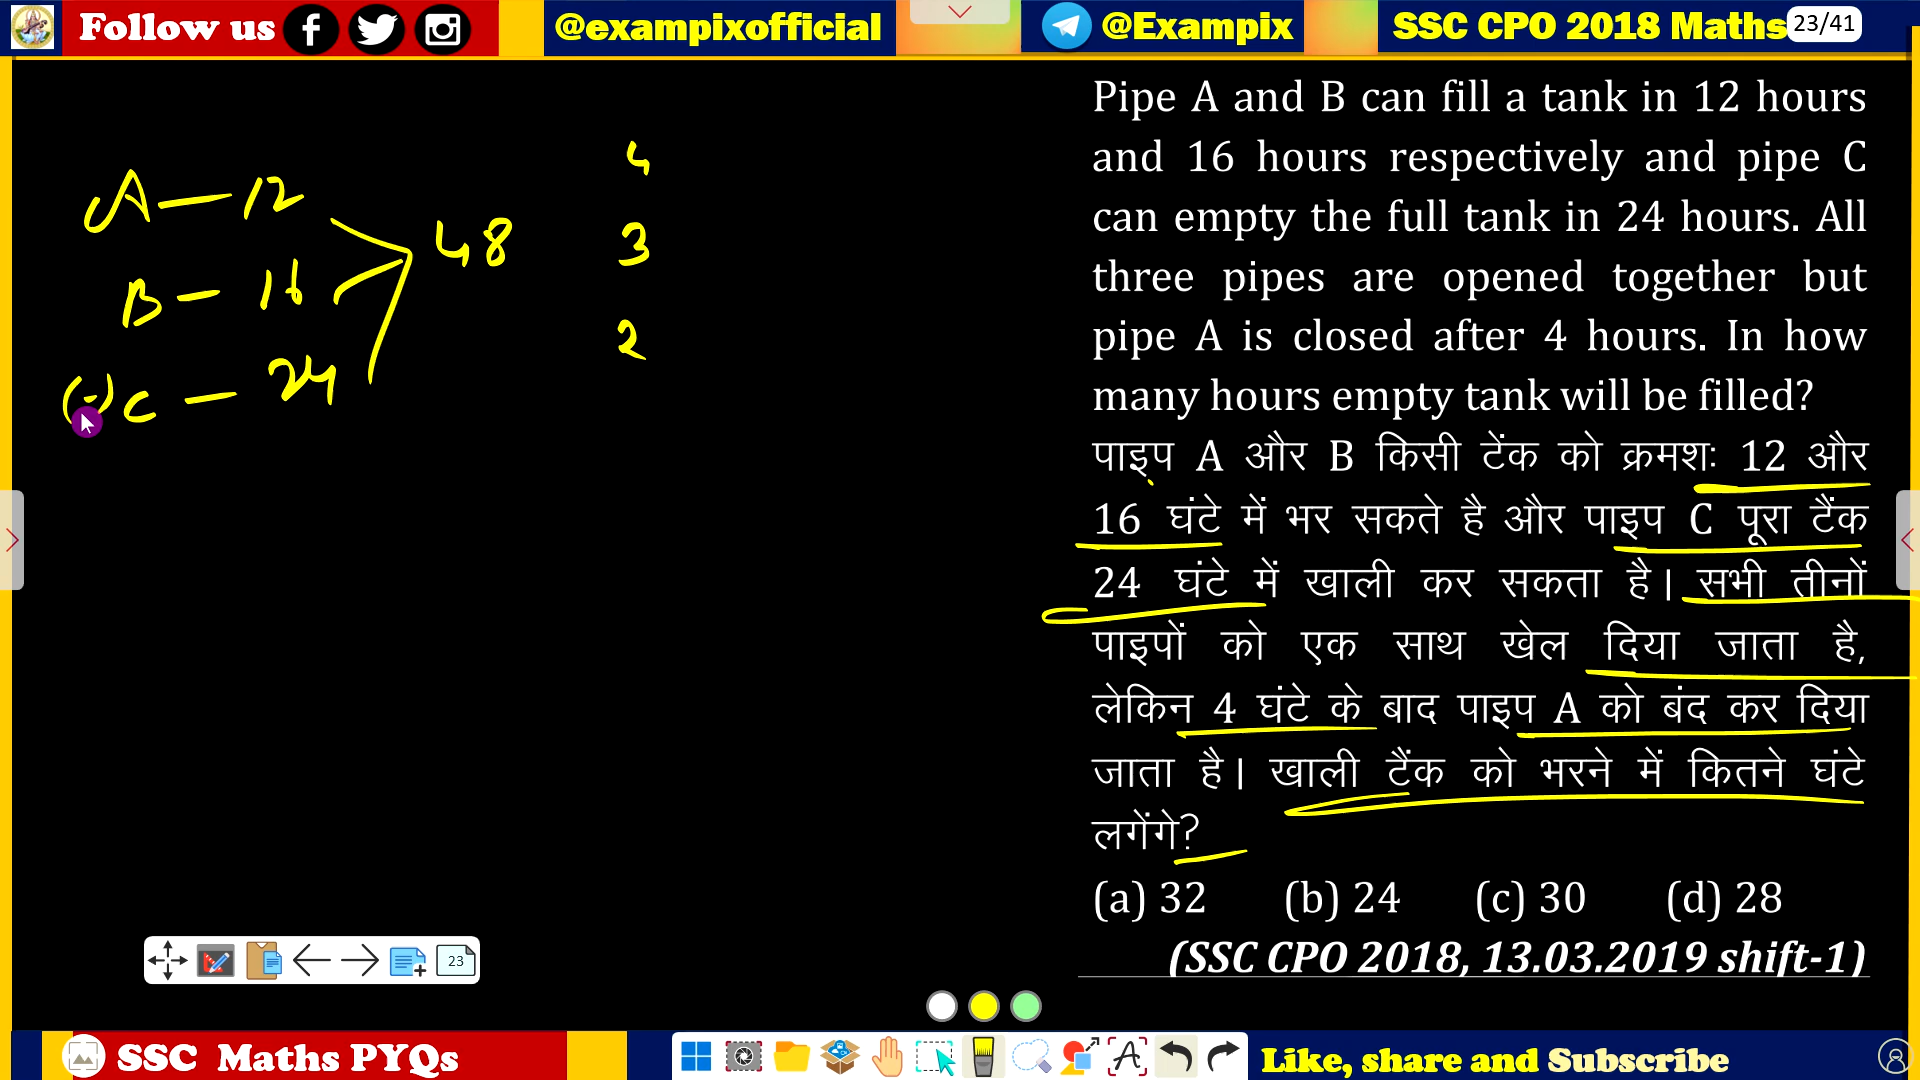 Follow us
@exampixofficial
@Exampix
SSC CPO 2018 Maths
23/41
A — 12
B — 16
(-) C — 24
48
4
3
2
Pipe A and B can fill a tank in 12 hours
and 16 hours respectively and pipe C
can empty the full tank in 24 hours. All
three pipes are opened together but
pipe A is closed after 4 hours. In how
many hours empty tank will be filled?
पाइप A और B किसी टेंक को क्रमशः 12 और
16 घंटे में भर सकते है और पाइप C पूरा टैंक
24 घंटे में खाली कर सकता है। सभी तीनों
पाइपों को एक साथ खेल दिया जाता है,
लेकिन 4 घंटे के बाद पाइप A को बंद कर दिया
जाता है। खाली टैंक को भरने में कितने घंटे
लगेंगे?
(a) 32 (b) 24 (c) 30 (d) 28
(SSC CPO 2018, 13.03.2019 shift-1)
23
SSC Maths PYQs
Like, share and Subscribe